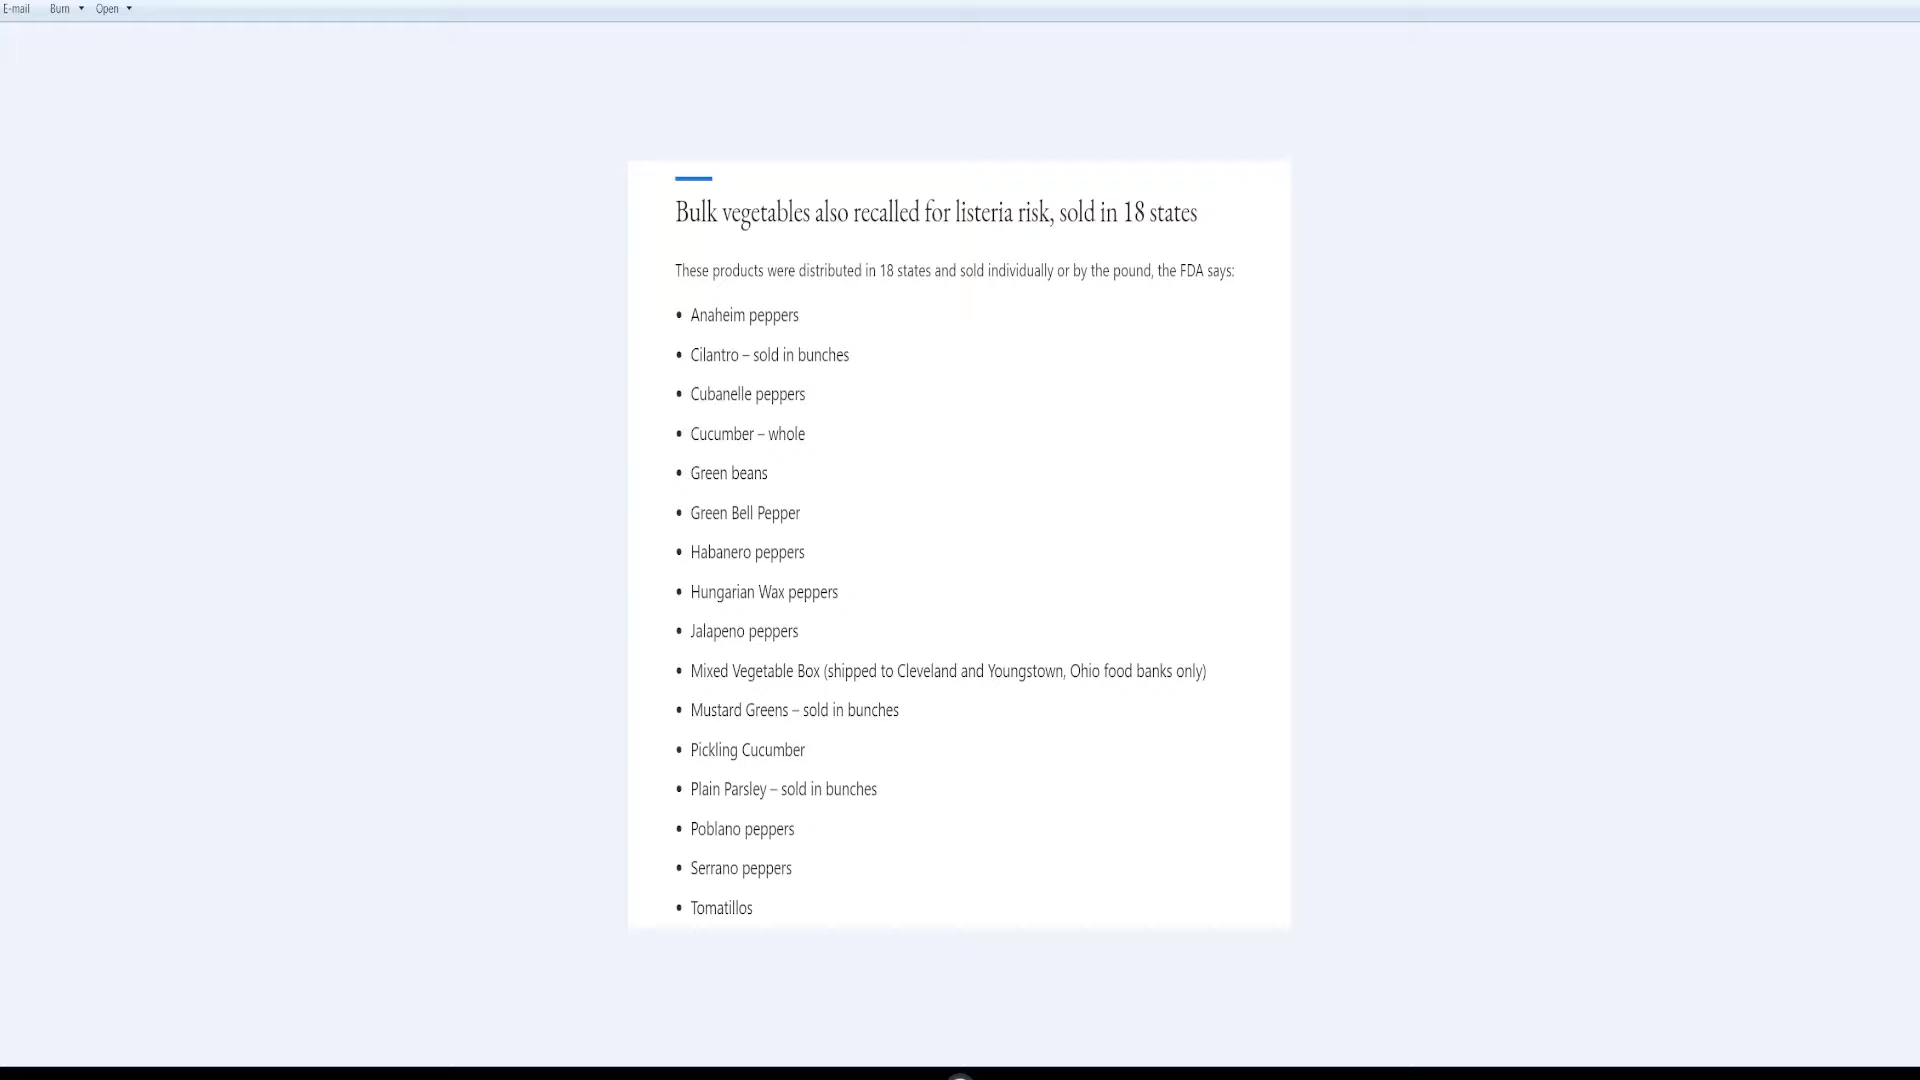 E-mail Burn Open
Bulk vegetables also recalled for listeria risk, sold in 18 states
These products were distributed in 18 states and sold individually or by the pound, the FDA says:
• Anaheim peppers
• Cilantro – sold in bunches
• Cubanelle peppers
• Cucumber – whole
• Green beans
• Green Bell Pepper
• Habanero peppers
• Hungarian Wax peppers
• Jalapeno peppers
• Mixed Vegetable Box (shipped to Cleveland and Youngstown, Ohio food banks only)
• Mustard Greens – sold in bunches
• Pickling Cucumber
• Plain Parsley – sold in bunches
• Poblano peppers
• Serrano peppers
• Tomatillos